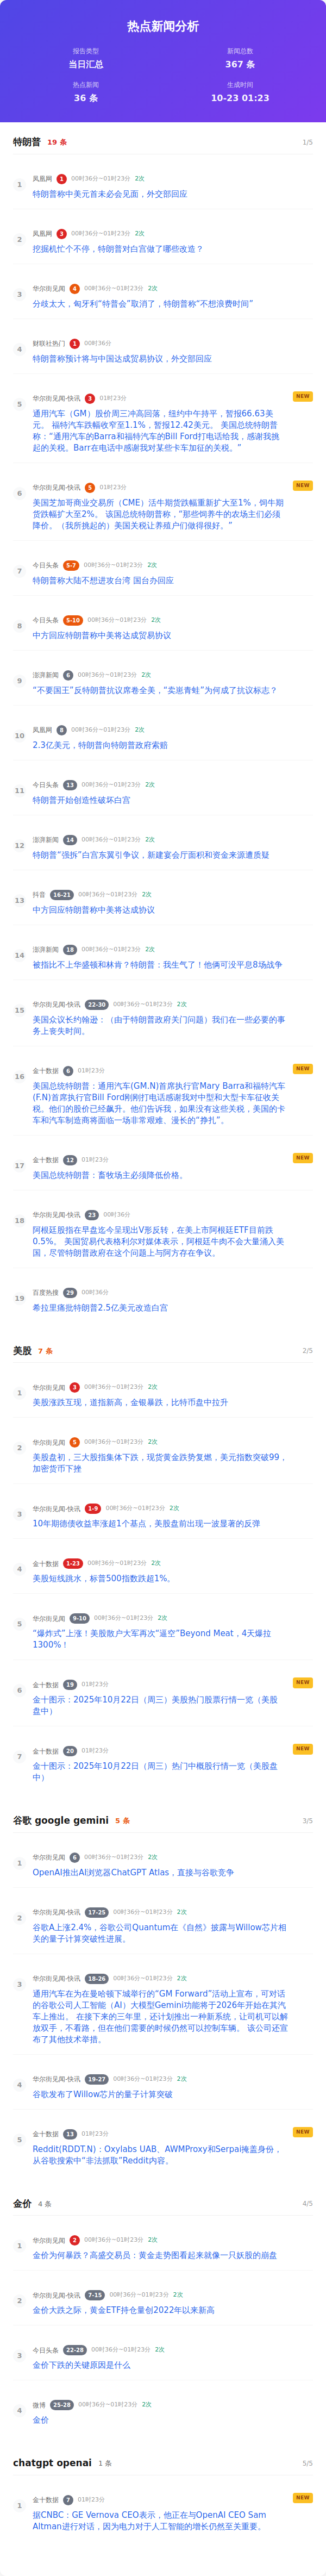 热点新闻分析
报告类型
当日汇总
新闻总数
367 条
热点新闻
36 条
生成时间
10-23 01:23
特朗普 19 条 1/5
1
凤凰网 1 00时36分~01时23分 2次
特朗普称中美元首未必会见面，外交部回应
2
凤凰网 3 00时36分~01时23分 2次
挖掘机忙个不停，特朗普对白宫做了哪些改造？
3
华尔街见闻 4 00时36分~01时23分 2次
分歧太大，匈牙利“特普会”取消了，特朗普称“不想浪费时间”
4
财联社热门 1 00时36分
特朗普称预计将与中国达成贸易协议，外交部回应
5
华尔街见闻-快讯 3 01时23分 NEW
通用汽车（GM）股价周三冲高回落，纽约中午持平，暂报66.63美
元。 福特汽车跌幅收窄至1.1%，暂报12.42美元。 美国总统特朗普
称：“通用汽车的Barra和福特汽车的Bill Ford打电话给我，感谢我挑
起的关税。Barr在电话中感谢我对某些卡车加征的关税。”
6
华尔街见闻-快讯 5 01时23分 NEW
美国芝加哥商业交易所（CME）活牛期货跌幅重新扩大至1%，饲牛期
货跌幅扩大至2%。 该国总统特朗普称，“那些饲养牛的农场主们必须
降价。（我所挑起的）美国关税让养殖户们做得很好。”
7
今日头条 5-7 00时36分~01时23分 2次
特朗普称大陆不想进攻台湾 国台办回应
8
今日头条 5-10 00时36分~01时23分 2次
中方回应特朗普称中美将达成贸易协议
9
澎湃新闻 6 00时36分~01时23分 2次
“不要国王”反特朗普抗议席卷全美，“卖崽青蛙”为何成了抗议标志？
10
凤凰网 8 00时36分~01时23分 2次
2.3亿美元，特朗普向特朗普政府索赔
11
今日头条 13 00时36分~01时23分 2次
特朗普开始创造性破坏白宫
12
澎湃新闻 14 00时36分~01时23分 2次
特朗普“强拆”白宫东翼引争议，新建宴会厅面积和资金来源遭质疑
13
抖音 16-21 00时36分~01时23分 2次
中方回应特朗普称中美将达成协议
14
澎湃新闻 18 00时36分~01时23分 2次
被指比不上华盛顿和林肯？特朗普：我生气了！他俩可没平息8场战争
15
华尔街见闻-快讯 22-30 00时36分~01时23分 2次
美国众议长约翰逊：（由于特朗普政府关门问题）我们在一些必要的事
务上丧失时间。
16
金十数据 6 01时23分 NEW
美国总统特朗普：通用汽车(GM.N)首席执行官Mary Barra和福特汽车
(F.N)首席执行官Bill Ford刚刚打电话感谢我对中型和大型卡车征收关
税。他们的股价已经飙升。他们告诉我，如果没有这些关税，美国的卡
车和汽车制造商将面临一场非常艰难、漫长的“挣扎”。
17
金十数据 12 01时23分 NEW
美国总统特朗普：畜牧场主必须降低价格。
18
华尔街见闻-快讯 23 00时36分
阿根廷股指在早盘迄今呈现出V形反转，在美上市阿根廷ETF目前跌
0.5%。 美国贸易代表格利尔对媒体表示，阿根廷牛肉不会大量涌入美
国，尽管特朗普政府在这个问题上与阿方存在争议。
19
百度热搜 29 00时36分
希拉里痛批特朗普2.5亿美元改造白宫
美股 7 条 2/5
1
华尔街见闻 3 00时36分~01时23分 2次
美股涨跌互现，道指新高，金银暴跌，比特币盘中拉升
2
华尔街见闻 5 00时36分~01时23分 2次
美股盘初，三大股指集体下跌，现货黄金跌势复燃，美元指数突破99，
加密货币下挫
3
华尔街见闻-快讯 1-9 00时36分~01时23分 2次
10年期德债收益率涨超1个基点，美股盘前出现一波显著的反弹
4
金十数据 1-23 00时36分~01时23分 2次
美股短线跳水，标普500指数跌超1%。
5
华尔街见闻 9-10 00时36分~01时23分 2次
“爆炸式”上涨！美股散户大军再次“逼空”Beyond Meat，4天爆拉
1300%！
6
金十数据 19 01时23分 NEW
金十图示：2025年10月22日（周三）美股热门股票行情一览（美股
盘中）
7
金十数据 20 01时23分 NEW
金十图示：2025年10月22日（周三）热门中概股行情一览（美股盘
中）
谷歌 google gemini 5 条 3/5
1
华尔街见闻 6 00时36分~01时23分 2次
OpenAI推出AI浏览器ChatGPT Atlas，直接与谷歌竞争
2
华尔街见闻-快讯 17-25 00时36分~01时23分 2次
谷歌A上涨2.4%，谷歌公司Quantum在《自然》披露与Willow芯片相
关的量子计算突破性进展。
3
华尔街见闻-快讯 18-26 00时36分~01时23分 2次
通用汽车在为在曼哈顿下城举行的“GM Forward”活动上宣布，可对话
的谷歌公司人工智能（AI）大模型Gemini功能将于2026年开始在其汽
车上推出。 在接下来的三年里，还计划推出一种新系统，让司机可以解
放双手，不看路，但在他们需要的时候仍然可以控制车辆。 该公司还宣
布了其他技术举措。
4
华尔街见闻-快讯 19-27 00时36分~01时23分 2次
谷歌发布了Willow芯片的量子计算突破
5
金十数据 13 01时23分 NEW
Reddit(RDDT.N)：Oxylabs UAB、AWMProxy和Serpai掩盖身份，
从谷歌搜索中“非法抓取”Reddit内容。
金价 4 条 4/5
1
华尔街见闻 2 00时36分~01时23分 2次
金价为何暴跌？高盛交易员：黄金走势图看起来就像一只妖股的崩盘
2
华尔街见闻-快讯 7-15 00时36分~01时23分 2次
金价大跌之际，黄金ETF持仓量创2022年以来新高
3
今日头条 22-28 00时36分~01时23分 2次
金价下跌的关键原因是什么
4
微博 25-28 00时36分~01时23分 2次
金价
chatgpt openai 1 条 5/5
1
金十数据 7 01时23分 NEW
据CNBC：GE Vernova CEO表示，他正在与OpenAI CEO Sam
Altman进行对话，因为电力对于人工智能的增长仍然至关重要。